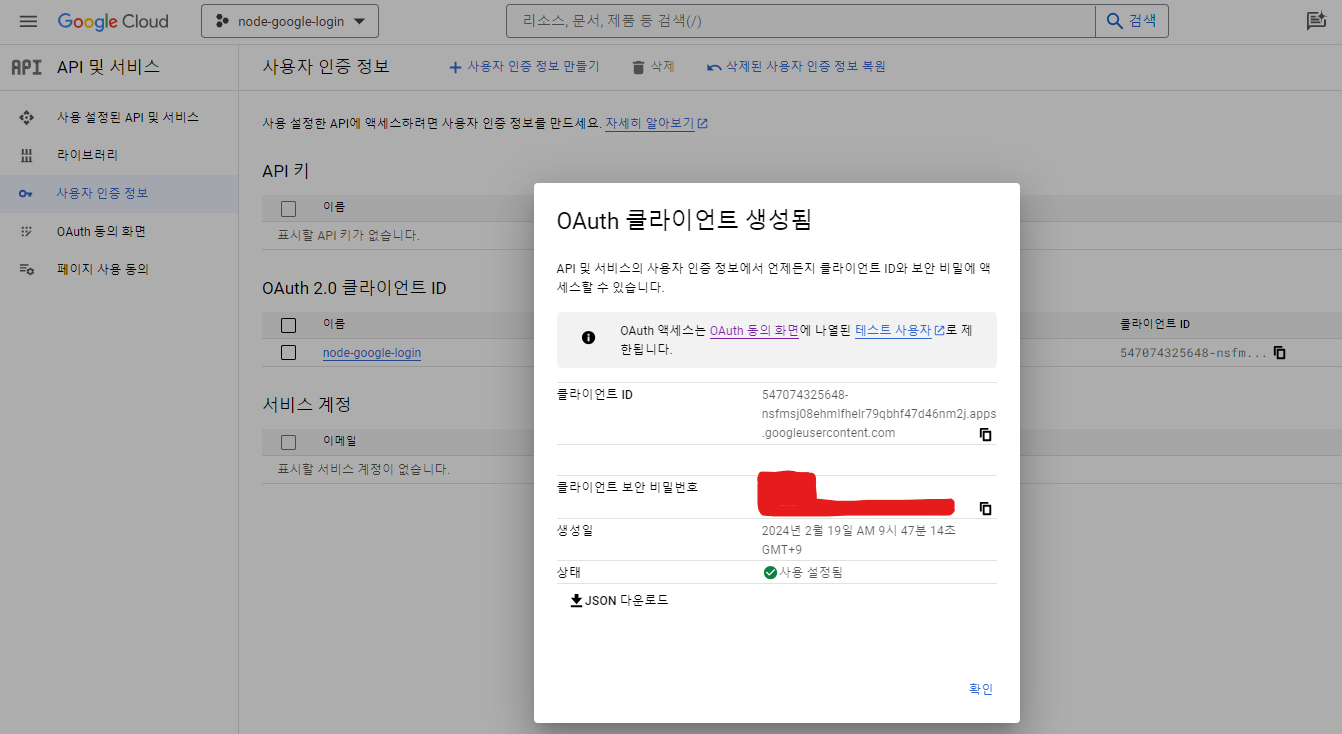 Google Cloud
node-google-login
리소스, 문서, 제품 등 검색(/)
검색
API API 및 서비스
사용자 인증 정보
사용자 인증 정보 만들기
삭제
삭제된 사용자 인증 정보 복원
사용 설정된 API 및 서비스
라이브러리
사용자 인증 정보
OAuth 동의 화면
페이지 사용 동의
사용 설정한 API에 액세스하려면 사용자 인증 정보를 만드세요. 자세히 알아보기
API 키
이름
표시할 API 키가 없습니다.
OAuth 2.0 클라이언트 ID
이름
클라이언트 ID
node-google-login
547074325648-nsfm...
서비스 계정
이메일
표시할 서비스 계정이 없습니다.
OAuth 클라이언트 생성됨
API 및 서비스의 사용자 인증 정보에서 언제든지 클라이언트 ID와 보안 비밀에 액
세스할 수 있습니다.
OAuth 액세스는 OAuth 동의 화면에 나열된 테스트 사용자로 제
한됩니다.
클라이언트 ID
547074325648-
nsfmsj08ehmlfhelr79qbhf47d46nm2j.apps
.googleusercontent.com
클라이언트 보안 비밀번호
생성일
2024년 2월 19일 AM 9시 47분 14초
GMT+9
상태
사용 설정됨
JSON 다운로드
확인